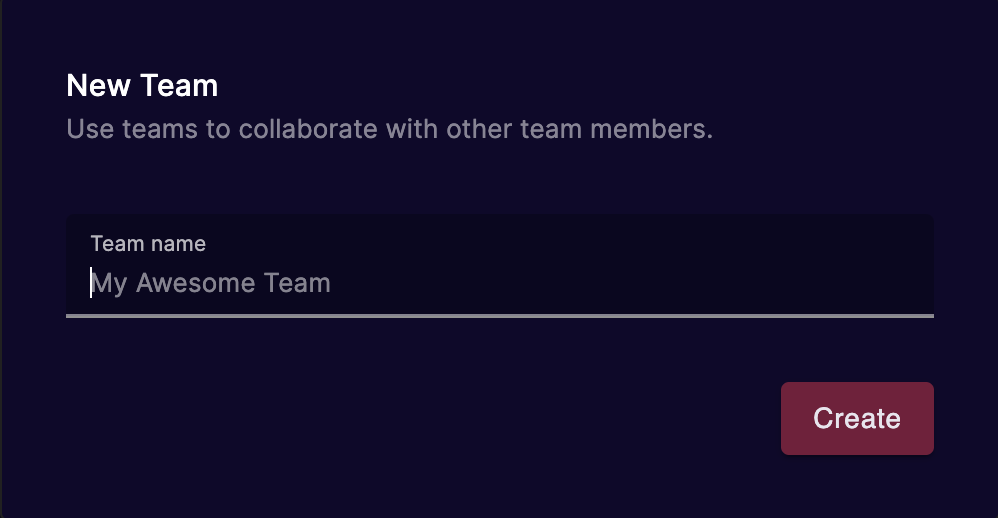 New Team
Use teams to collaborate with other team members.
Team name
My Awesome Team
Create